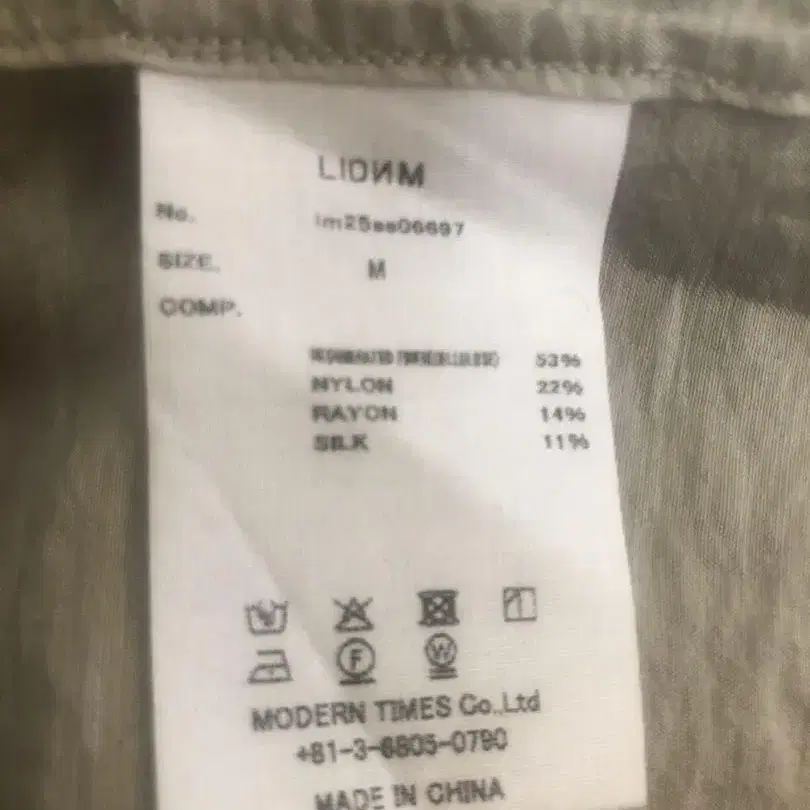 LIOИM
No. lm25ss06697
SIZE. M
COMP.
53%
NYLON 22%
RAYON 14%
SILK 11%
F W
MODERN TIMES Co.,Ltd
+81-3-6805-0790
MADE IN CHINA